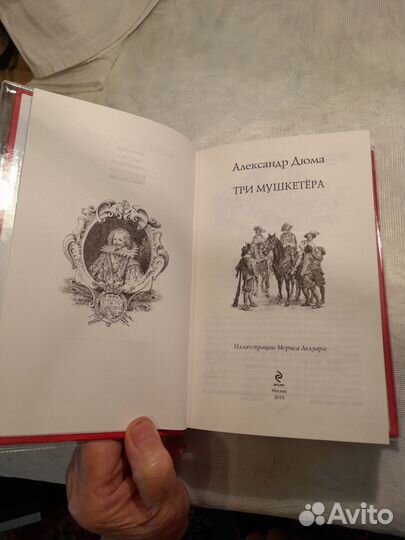 Александр Дюма
ТРИ МУШКЕТЁРА
Иллюстрации Мориса Лелуара
Москва
2014
Avito